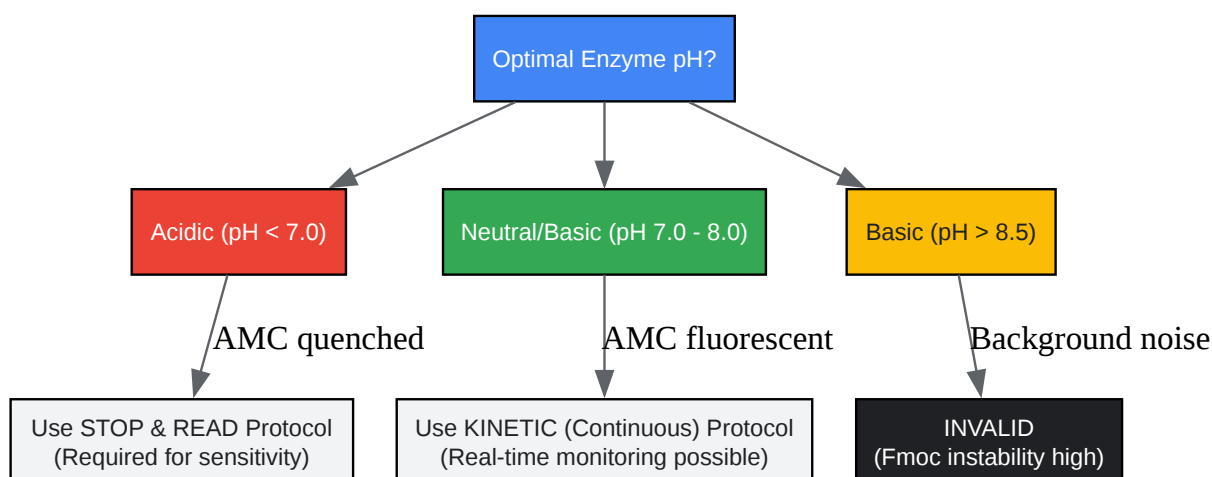 Optimal Enzyme pH?
Acidic (pH < 7.0)
Neutral/Basic (pH 7.0 - 8.0)
Basic (pH > 8.5)
AMC quenched
AMC fluorescent
Background noise
Use STOP & READ Protocol
(Required for sensitivity)
Use KINETIC (Continuous) Protocol
(Real-time monitoring possible)
INVALID
(Fmoc instability high)